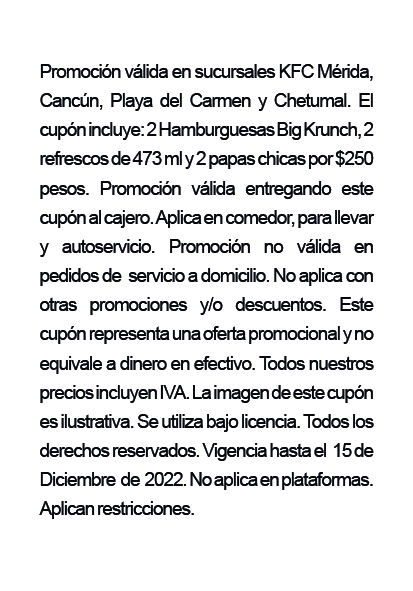 Promoción válida en sucursales KFC Mérida,
Cancún, Playa del Carmen y Chetumal. El
cupón incluye: 2 Hamburguesas Big Krunch, 2
refrescos de 473 ml y 2 papas chicas por $250
pesos. Promoción válida entregando este
cupón al cajero. Aplica en comedor, para llevar
y autoservicio. Promoción no válida en
pedidos de servicio a domicilio. No aplica con
otras promociones y/o descuentos. Este
cupón representa una oferta promocional y no
equivale a dinero en efectivo. Todos nuestros
precios incluyen IVA. La imagen de este cupón
es ilustrativa. Se utiliza bajo licencia. Todos los
derechos reservados. Vigencia hasta el 15 de
Diciembre de 2022. No aplica en plataformas.
Aplican restricciones.